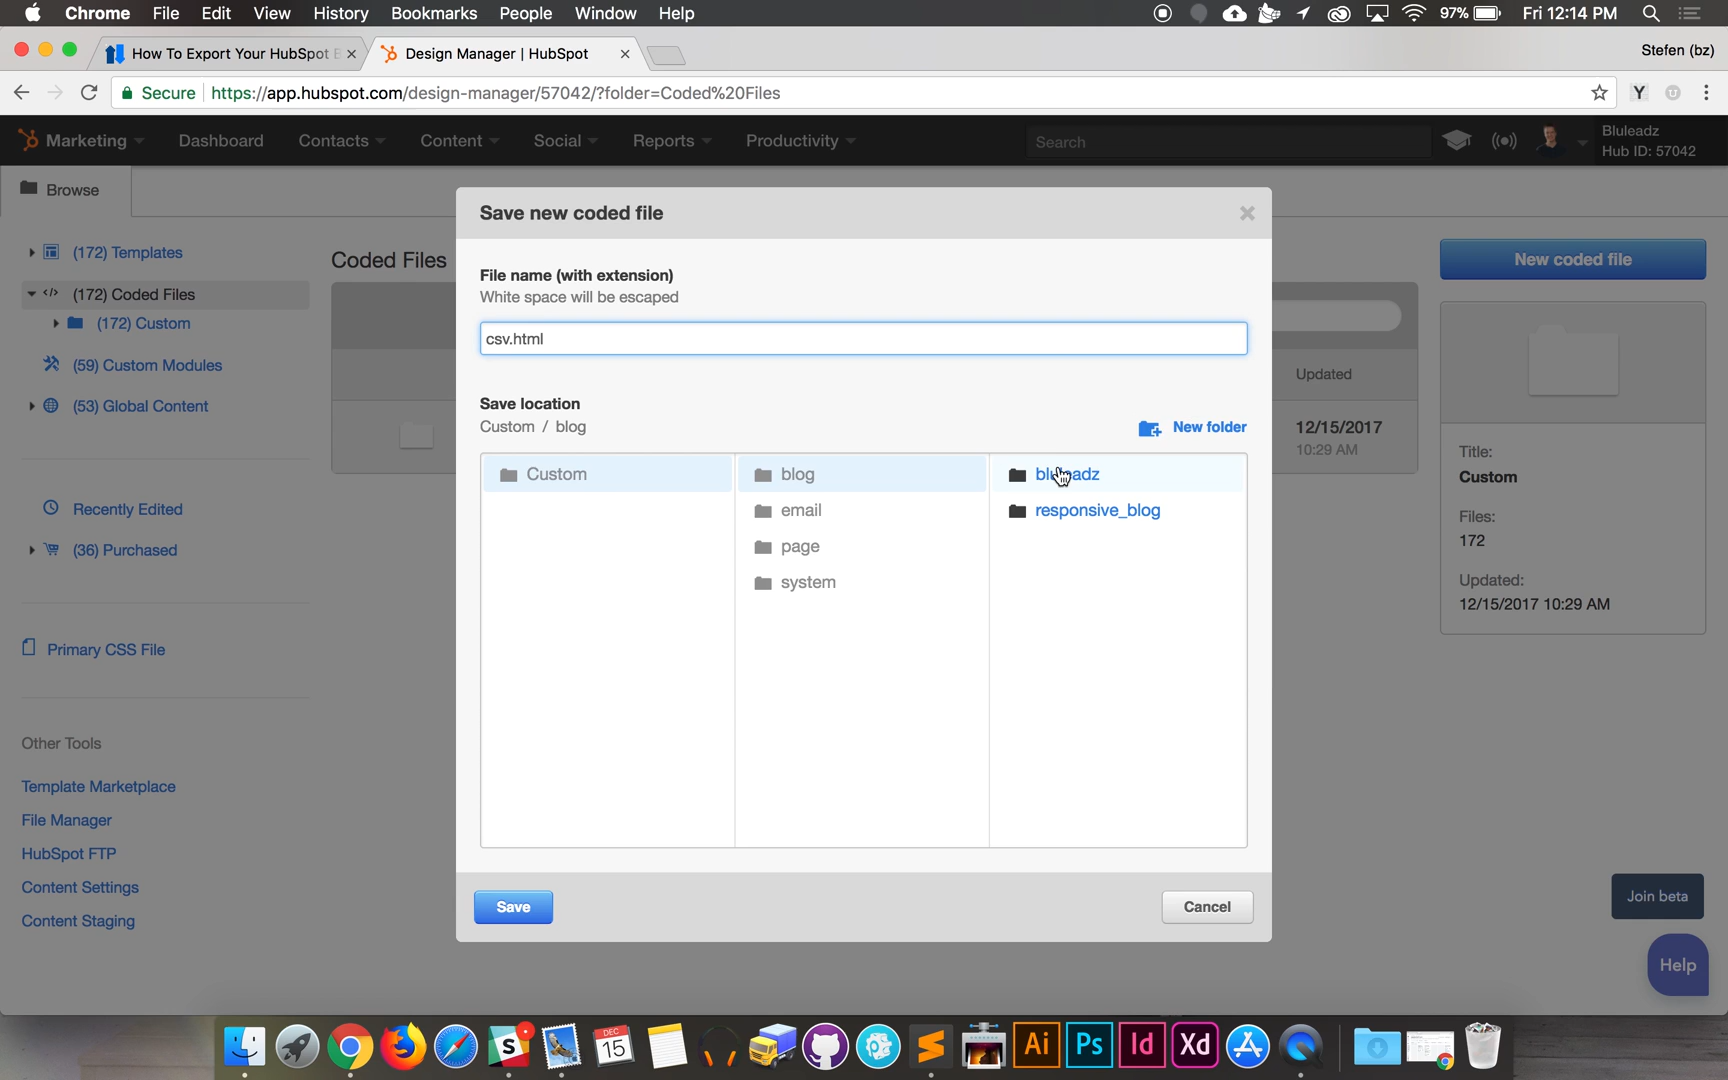 Chrome File Edit View History Bookmarks People Window Help
97% Fri 12:14 PM
How To Export Your HubSpot B
Design Manager | HubSpot
Stefen (bz)
Secure https://app.hubspot.com/design-manager/57042/?folder=Coded%20Files
Marketing Dashboard Contacts Content Social Reports Productivity
Search
Bluleadz
Hub ID: 57042
Browse
(172) Templates
(172) Coded Files
(172) Custom
(59) Custom Modules
(53) Global Content
Recently Edited
(36) Purchased
Primary CSS File
Other Tools
Template Marketplace
File Manager
HubSpot FTP
Content Settings
Content Staging
Coded Files
Save new coded file
File name (with extension)
White space will be escaped
csv.html
Save location
Custom / blog
New folder
Custom
blog
email
page
system
responsive_blog
Save
Cancel
Updated
12/15/2017
10:29 AM
New coded file
Title:
Custom
Files:
172
Updated:
12/15/2017 10:29 AM
Join beta
Help
DEC
15
Ai
Ps
Id
Xd